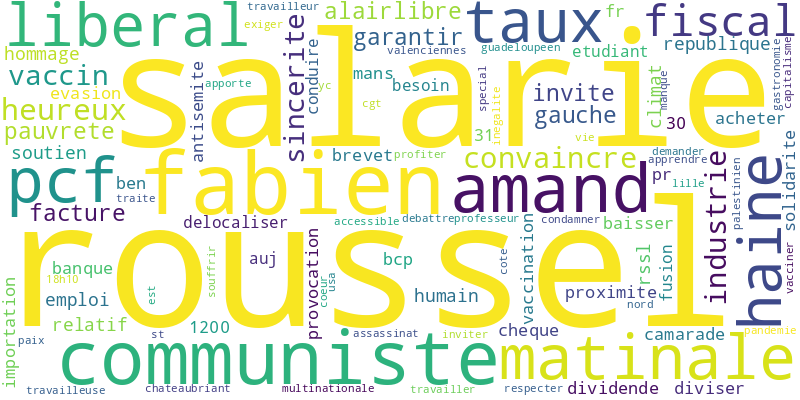 travailleur
alairlibre
fr
liberal
exiger
taux
fiscal
hommage
garantir
valenciennes
guadeloupeen
etudiant
republique
vaccin
salarie
sincerite
conduire
antisemite
mans
besoin
special
inegalite
invite
gauche
climat
manque
gastronomie
capitalisme
evasion
apporte
yc
cgt
heureux
pauvrete
31
vie
30
acheter
soutien
brevet
profiter
convaincre
demander
apprendre
solidarite
pcf
ben
traite
fabien
amand
pr
lille
industrie
palestinien
haine
facture
delocaliser
accessible
debattreprofesseur
condamner
baisser
roussel
auj
souffrir
provocation
bcp
cote
vaccination
rssl
fusion
vacciner
banque
18h10
coeur
usa
importation
emploi
est
humain
proximite
nord
relatif
1200
st
assassinat
inviter
cheque
camarade
pandemie
paix
communiste
matinale
travailleuse
chateaubriant
multinationale
travailler
respecter
dividende
diviser